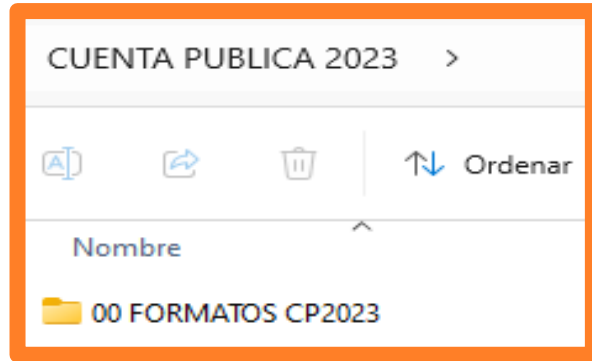 CUENTA PUBLICA 2023 >
A Ordenar
Nombre
00 FORMATOS CP2023